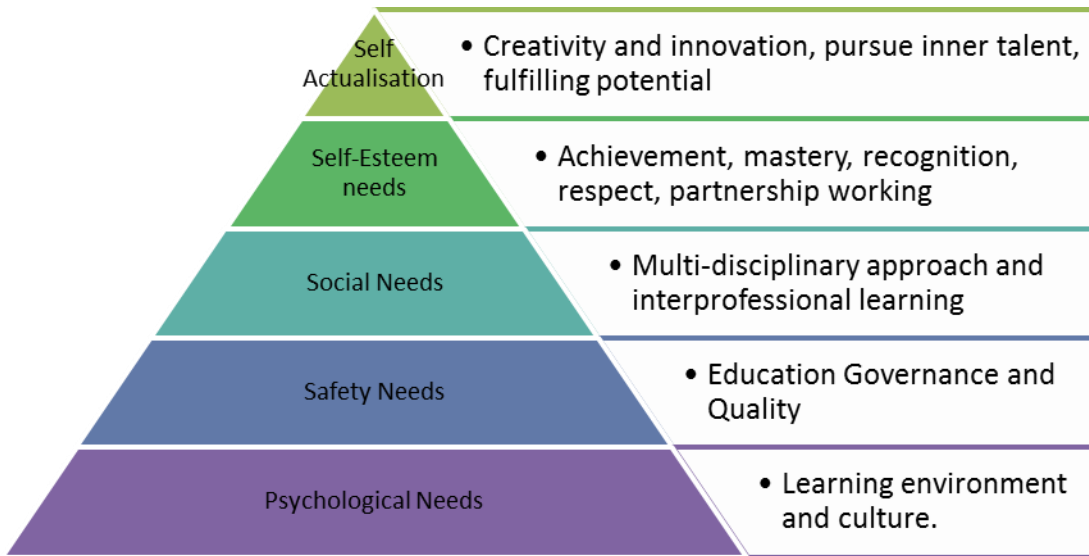 Self
Actualisation
• Creativity and innovation, pursue inner talent,
fulfilling potential
Self-Esteem
needs
• Achievement, mastery, recognition,
respect, partnership working
Social Needs
• Multi-disciplinary approach and
interprofessional learning
Safety Needs
• Education Governance and
Quality
Psychological Needs
• Learning environment
and culture.